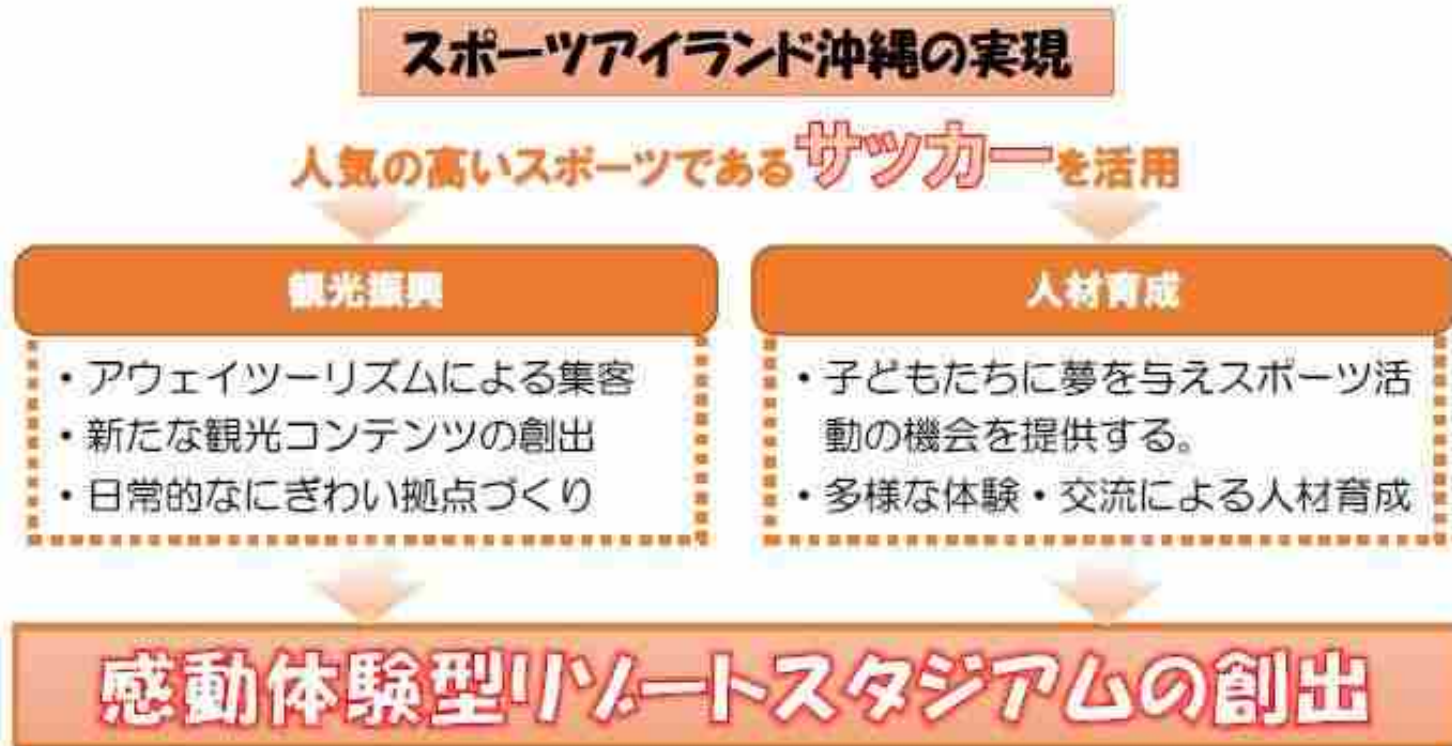 スポーツアイランド沖縄の実現
人気の高いスポーツであるサッカーを活用
観光振興
・アウェイツーリズムによる集客
・新たな観光コンテンツの創出
・日常的なにぎわい拠点づくり
人材育成
・子どもたちに夢を与えスポーツ活
動の機会を提供する。
・多様な体験・交流による人材育成
感動体験型リゾートスタジアムの創出